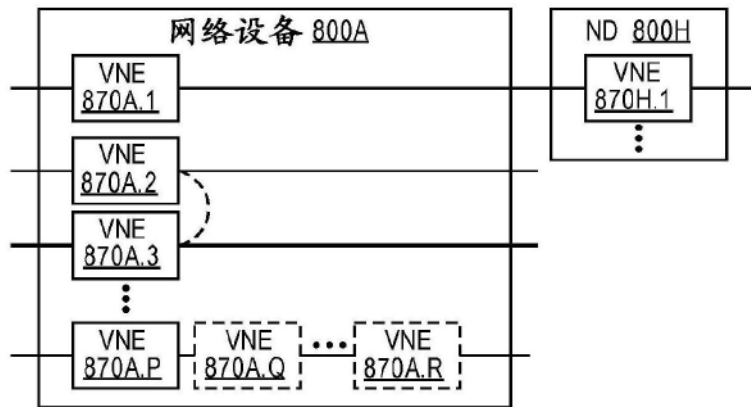 网络设备 800A
ND 800H
VNE
870A.1
VNE
870H.1
VNE
870A.2
VNE
870A.3
VNE
870A.P
VNE
870A.Q
VNE
870A.R